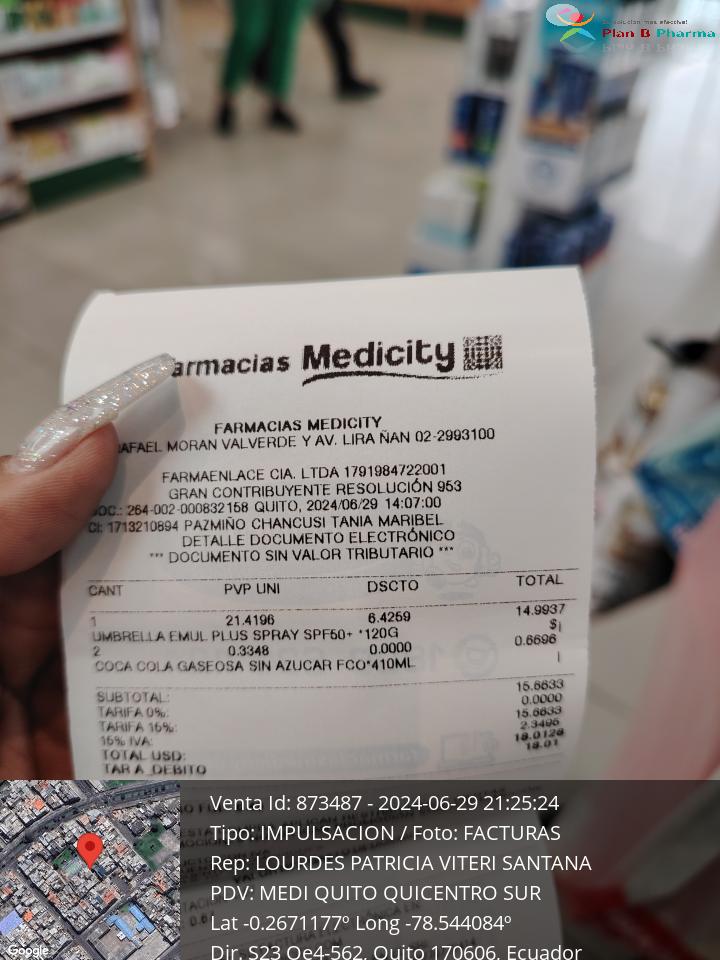 Plan B Pharma
armacias Medicity
FARMACIAS MEDICITY
AFAEL MORAN VALVERDE Y AV. LIRA ÑAN 02-2993100
FARMAENLACE CIA. LTDA 1791984722001
GRAN CONTRIBUYENTE RESOLUCIÓN 953
DOC.: 264-002-000832158 QUITO, 2024/06/29 14:07:00
CI: 1713210894 PAZMIÑO CHANCUSI TANIA MARIBEL
DETALLE DOCUMENTO ELECTRÓNICO
*** DOCUMENTO SIN VALOR TRIBUTARIO ***
CANT PVP UNI DSCTO TOTAL
1 21.4196 6.4259 14.9937
UMBRELLA EMUL PLUS SPRAY SPF50+ *120G $|
2 0.3348 0.0000 0.6696
COCA COLA GASEOSA SIN AZUCAR FCO*410ML |
SUBTOTAL: 15.6633
TARIFA 0%: 0.0000
TARIFA 15%: 15.6633
15% IVA: 2.3495
TOTAL USD: 18.0128
TAR A_DEBITO 18.01
Venta Id: 873487 - 2024-06-29 21:25:24
Tipo: IMPULSACION / Foto: FACTURAS
Rep: LOURDES PATRICIA VITERI SANTANA
PDV: MEDI QUITO QUICENTRO SUR
Lat -0.2671177º Long -78.544084º
Dir. S23 Oe4-562, Quito 170606, Ecuador
Google